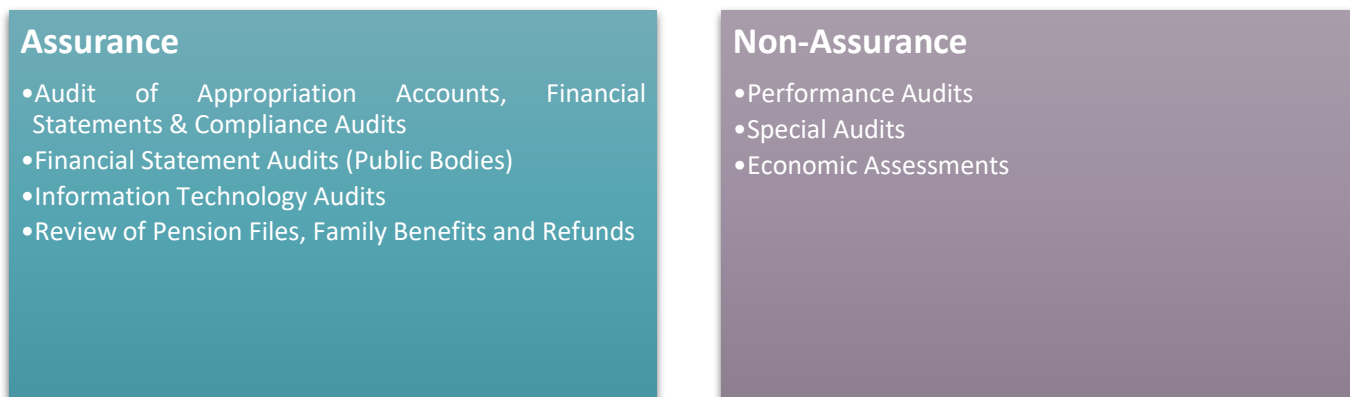 Assurance
•Audit of Appropriation Accounts, Financial
Statements & Compliance Audits
•Financial Statement Audits (Public Bodies)
•Information Technology Audits
•Review of Pension Files, Family Benefits and Refunds
Non-Assurance
•Performance Audits
•Special Audits
•Economic Assessments